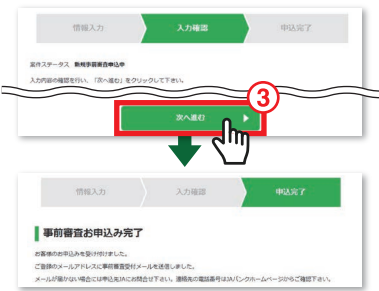 情報入力
入力確認
申込完了
案件ステータス 新規事前審査申込中
入力内容の確認を行い、「次へ進む」をクリックして下さい。
次へ進む
③
情報入力
入力確認
申込完了
事前審査お申込み完了
お客様のお申込みを受け付けました。
ご登録のメールアドレスに事前審査受付メールを送信しました。
メールが届かない場合には申込先JAにお問合せ下さい。連絡先の電話番号はJAバンクホームページからご確認下さい。